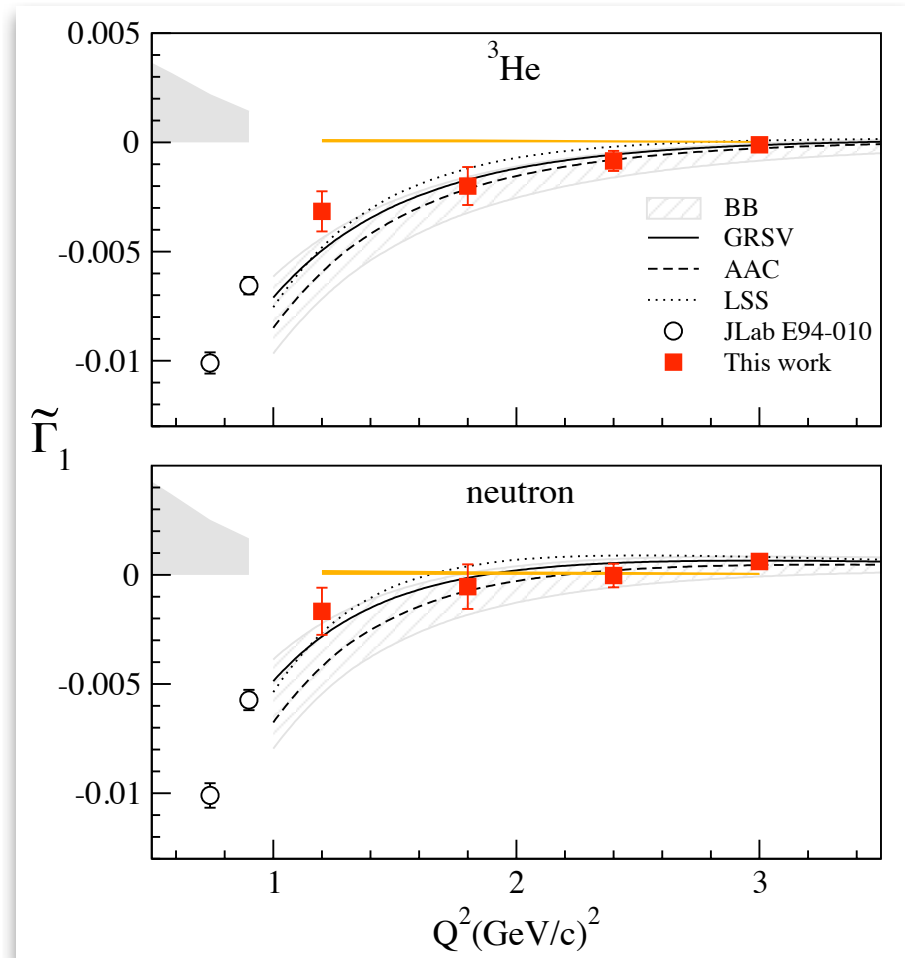 0.005
³He
0
-0.005
-0.01
BB
GRSV
AAC
LSS
JLab E94-010
This work
Γ̃₁
neutron
0
-0.005
-0.01
1 2 3
Q²(GeV/c)²